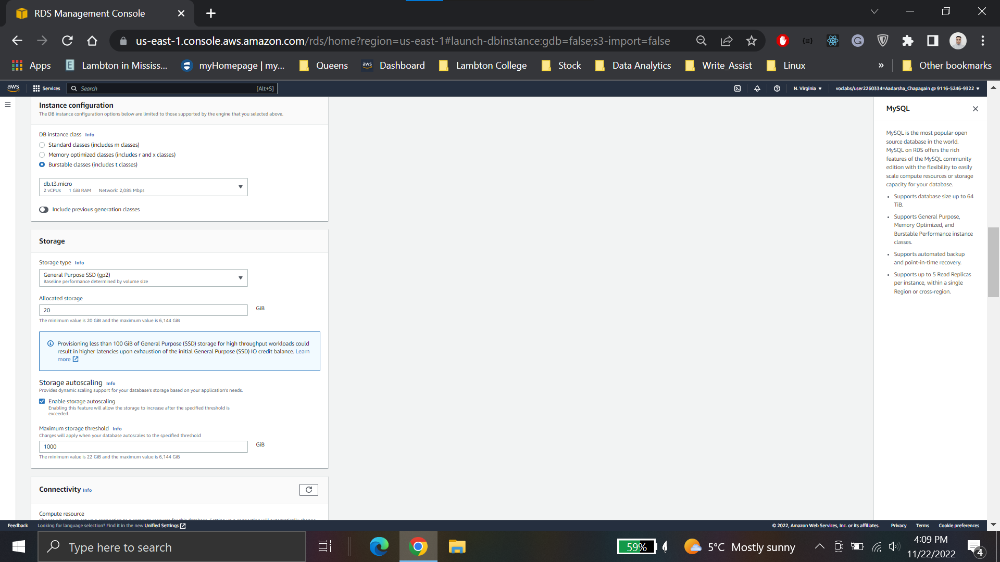 RDS Management Console
us-east-1.console.aws.amazon.com/rds/home?region=us-east-1#launch-dbinstance:gdb=false;s3-import=false
Apps
Lambton in Mississ...
myHomepage | my...
Queens
Dashboard
Lambton College
Stock
Data Analytics
Write_Assist
Linux
»
Other bookmarks
aws
Services
Search
[Alt+S]
N. Virginia
voclabs/user2260334=Aadarsha_Chapagain @ 9116-5246-9322
Instance configuration
The DB instance configuration options below are limited to those supported by the engine that you selected above.
DB instance class Info
Standard classes (includes m classes)
Memory optimized classes (includes r and x classes)
Burstable classes (includes t classes)
db.t3.micro
2 vCPUs 1 GiB RAM Network: 2,085 Mbps
Include previous generation classes
Storage
Storage type Info
General Purpose SSD (gp2)
Baseline performance determined by volume size
Allocated storage
20
GiB
The minimum value is 20 GiB and the maximum value is 6,144 GiB
Provisioning less than 100 GiB of General Purpose (SSD) storage for high throughput workloads could
result in higher latencies upon exhaustion of the initial General Purpose (SSD) IO credit balance. Learn
more
Storage autoscaling Info
Provides dynamic scaling support for your database's storage based on your application's needs.
Enable storage autoscaling
Enabling this feature will allow the storage to increase after the specified threshold is
exceeded.
Maximum storage threshold Info
Charges will apply when your database autoscales to the specified threshold
1000
GiB
The minimum value is 22 GiB and the maximum value is 6,144 GiB
Connectivity Info
Compute resource
MySQL
MySQL is the most popular open
source database in the world.
MySQL on RDS offers the rich
features of the MySQL community
edition with the flexibility to easily
scale compute resources or storage
capacity for your database.
• Supports database size up to 64
TiB.
• Supports General Purpose,
Memory Optimized, and
Burstable Performance instance
classes.
• Supports automated backup
and point-in-time recovery.
• Supports up to 5 Read Replicas
per instance, within a single
Region or cross-region.
Feedback
Looking for language selection? Find it in the new Unified Settings
© 2022, Amazon Web Services, Inc. or its affiliates.
Privacy
Terms
Cookie preferences
Type here to search
59%
5°C Mostly sunny
4:09 PM
11/22/2022
4